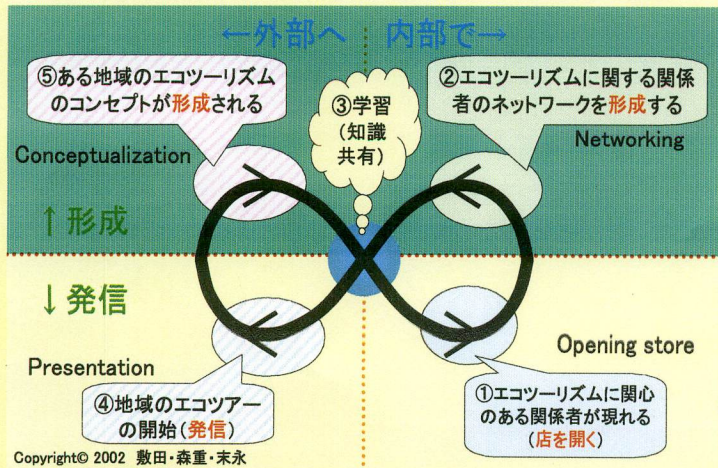 ←外部へ 内部で→
⑤ある地域のエコツーリズム
のコンセプトが形成される
③学習
(知識
共有)
②エコツーリズムに関する関係
者のネットワークを形成する
Conceptualization
Networking
↑形成
↓発信
Presentation
Opening store
④地域のエコツアー
の開始(発信)
①エコツーリズムに関心
のある関係者が現れる
(店を開く)
Copyright© 2002 敷田・森重・末永